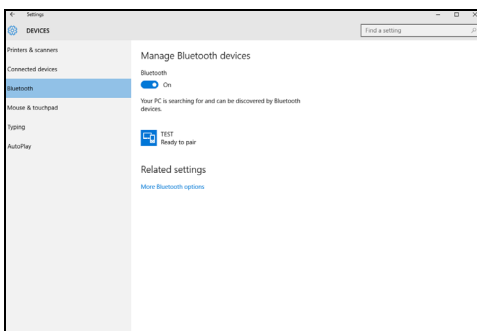 Settings
DEVICES
Find a setting
Printers & scanners
Connected devices
Bluetooth
Mouse & touchpad
Typing
AutoPlay
Manage Bluetooth devices
Bluetooth
On
Your PC is searching for and can be discovered by Bluetooth
devices.
TEST
Ready to pair
Related settings
More Bluetooth options